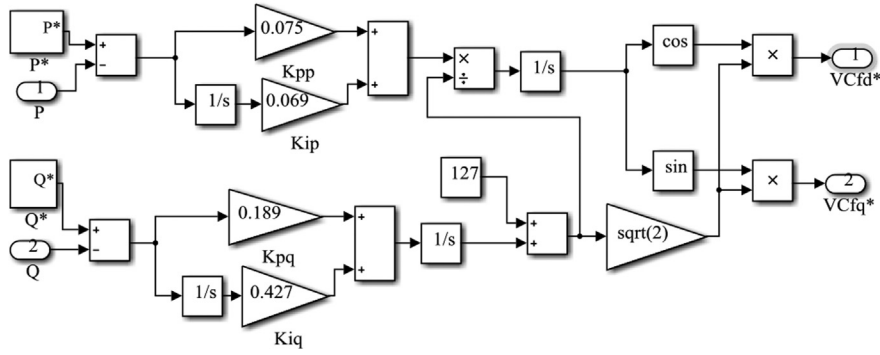 P*
+
−
P*
1
P
0.075
Kpp
1/s
0.069
Kip
+
+
×
÷
1/s
cos
×
1
VCfd*
sin
×
2
VCfq*
Q*
+
−
Q*
2
Q
0.189
Kpq
1/s
0.427
Kiq
+
+
1/s
127
+
+
sqrt(2)